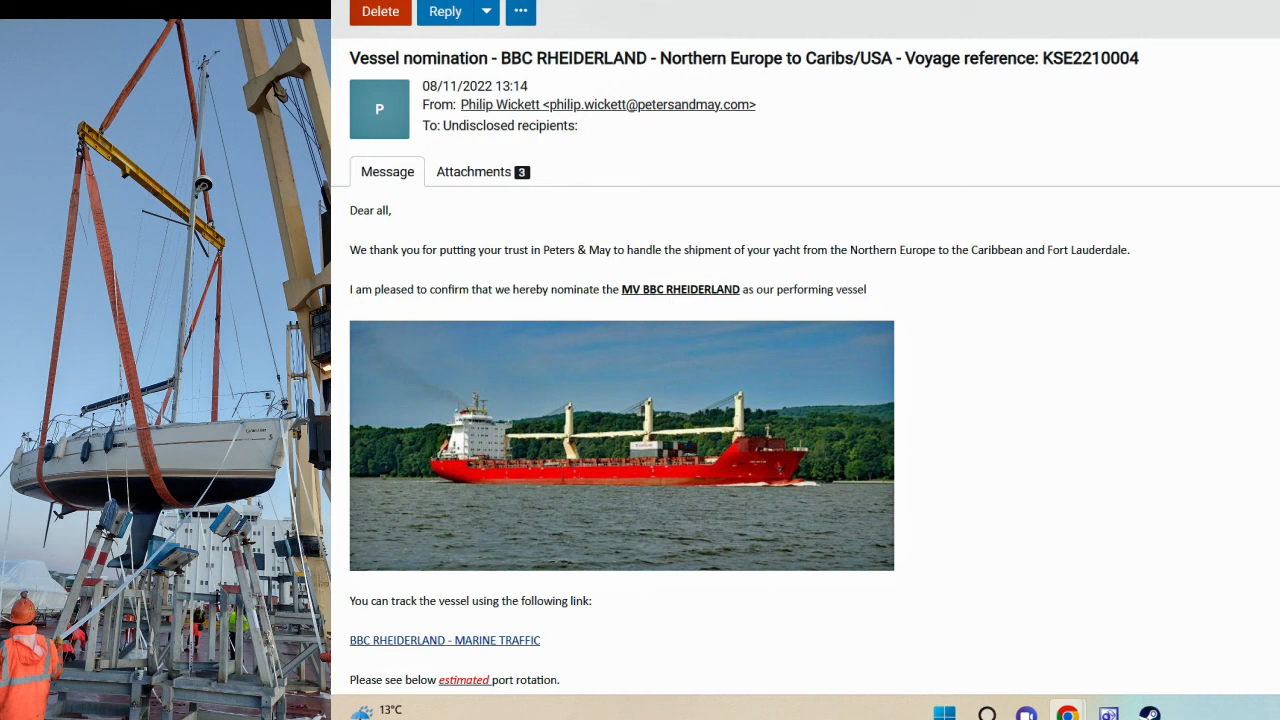 Delete
Reply
Vessel nomination - BBC RHEIDERLAND - Northern Europe to Caribs/USA - Voyage reference: KSE2210004
P
08/11/2022 13:14
From: Philip Wickett <philip.wickett@petersandmay.com>
To: Undisclosed recipients:
Message
Attachments 3
Dear all,
We thank you for putting your trust in Peters & May to handle the shipment of your yacht from the Northern Europe to the Caribbean and Fort Lauderdale.
I am pleased to confirm that we hereby nominate the MV BBC RHEIDERLAND as our performing vessel
You can track the vessel using the following link:
BBC RHEIDERLAND - MARINE TRAFFIC
Please see below estimated port rotation.
13°C